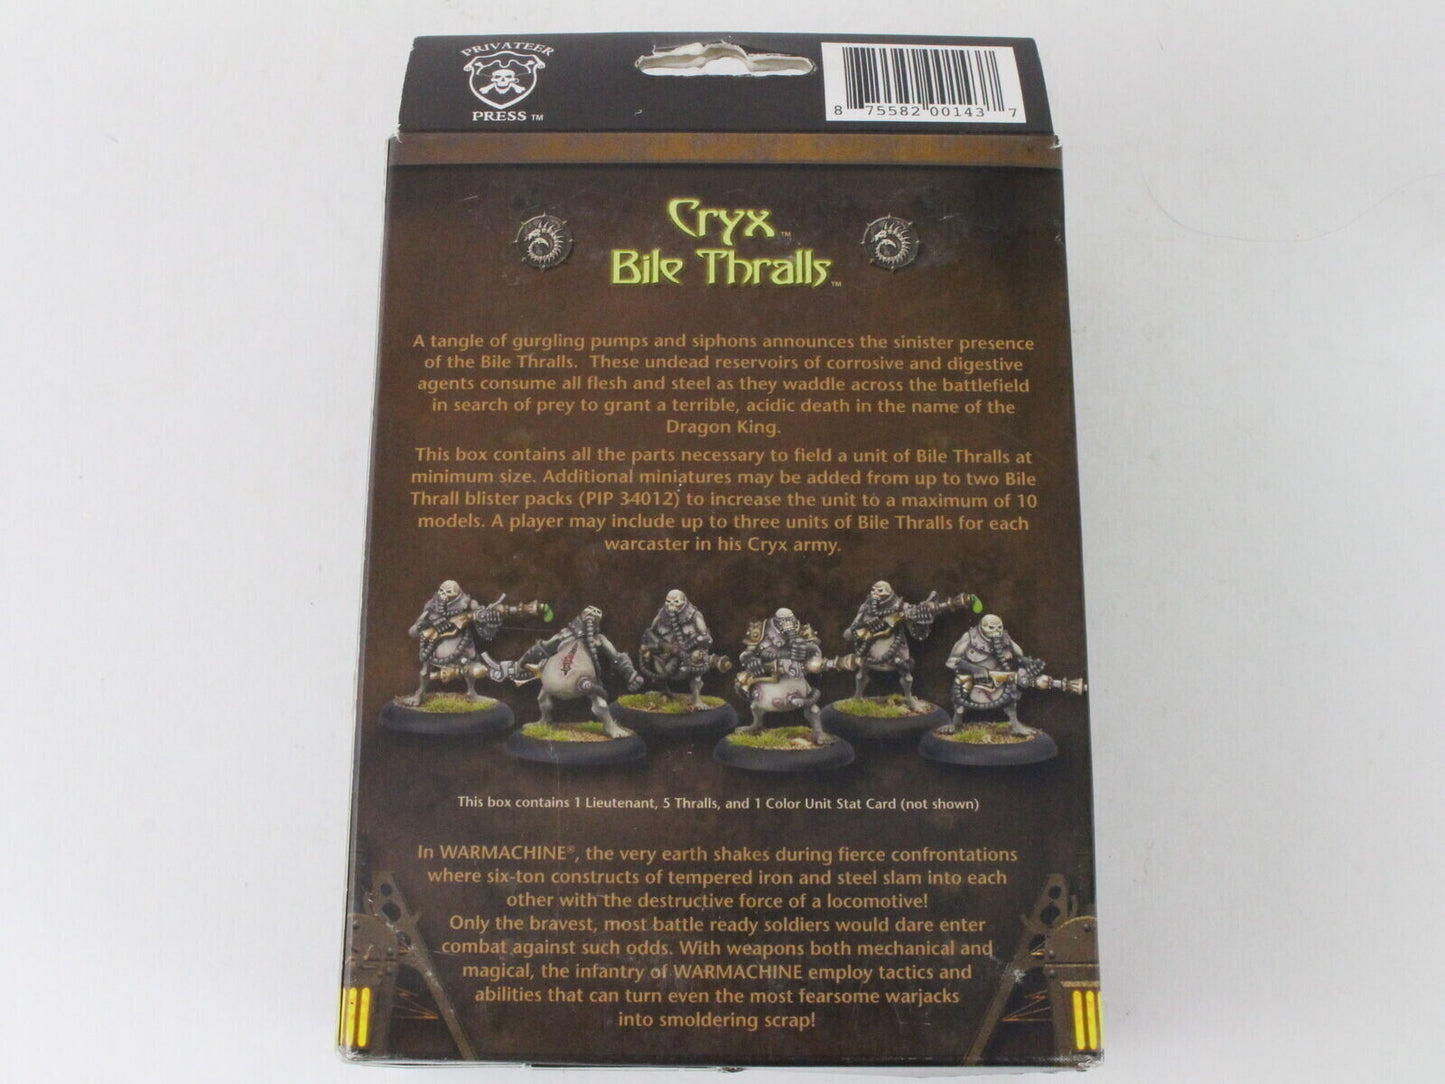 PRIVATEER
PRESS™
8 75582 00143 7
Cryx™
Bile Thralls™
A tangle of gurgling pumps and siphons announces the sinister presence
of the Bile Thralls. These undead reservoirs of corrosive and digestive
agents consume all flesh and steel as they waddle across the battlefield
in search of prey to grant a terrible, acidic death in the name of the
Dragon King.
This box contains all the parts necessary to field a unit of Bile Thralls at
minimum size. Additional miniatures may be added from up to two Bile
Thrall blister packs (PIP 34012) to increase the unit to a maximum of 10
models. A player may include up to three units of Bile Thralls for each
warcaster in his Cryx army.
This box contains 1 Lieutenant, 5 Thralls, and 1 Color Unit Stat Card (not shown)
In WARMACHINE®, the very earth shakes during fierce confrontations
where six-ton constructs of tempered iron and steel slam into each
other with the destructive force of a locomotive!
Only the bravest, most battle ready soldiers would dare enter
combat against such odds. With weapons both mechanical and
magical, the infantry of WARMACHINE employ tactics and
abilities that can turn even the most fearsome warjacks
into smoldering scrap!